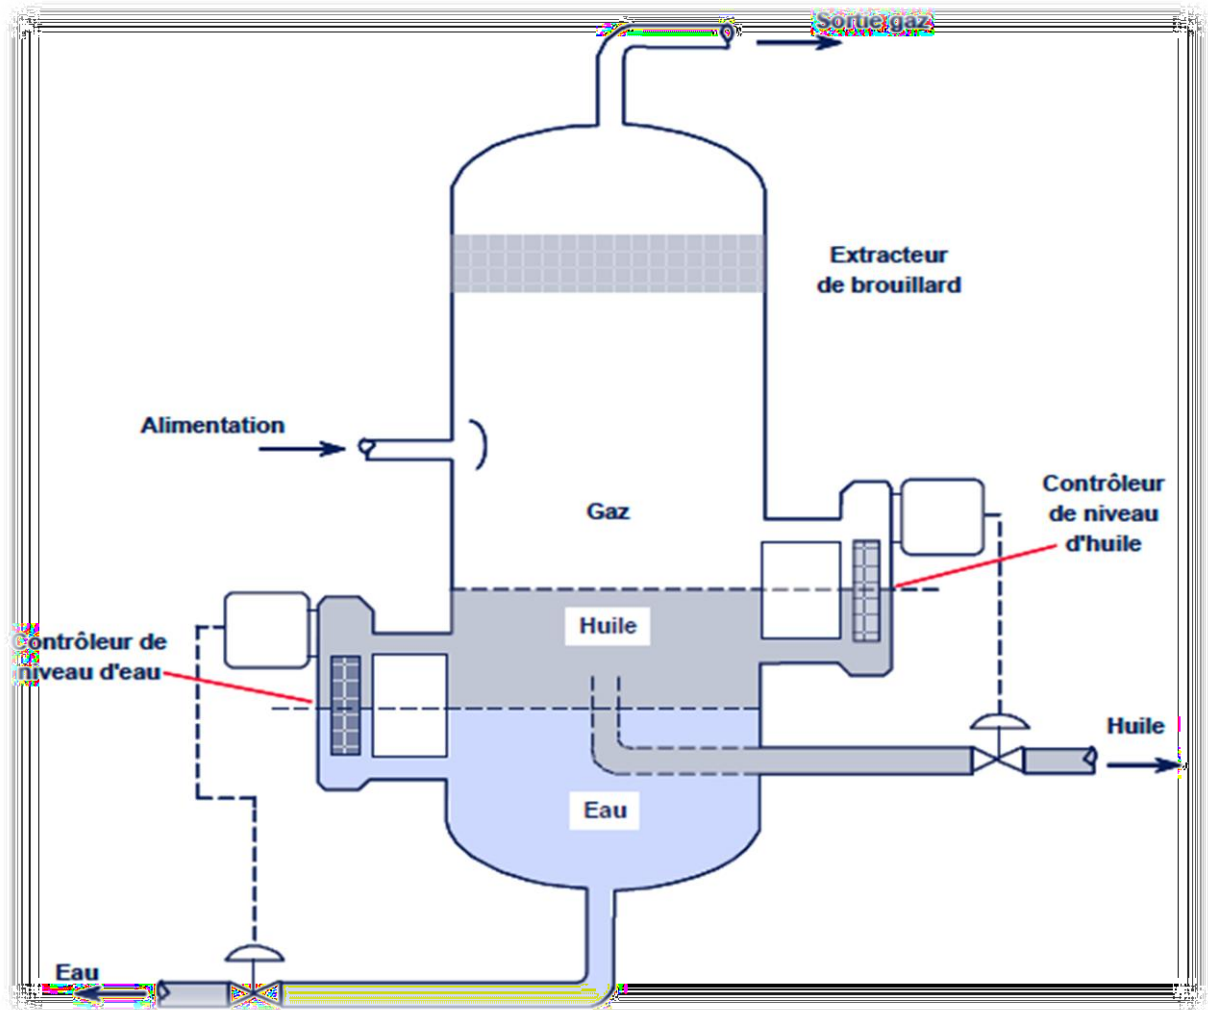 Sortie gaz
Extracteur
de brouillard
Alimentation
Gaz
Contrôleur
de niveau
d'huile
Huile
Contrôleur de
niveau d'eau
Huile
Eau
Eau